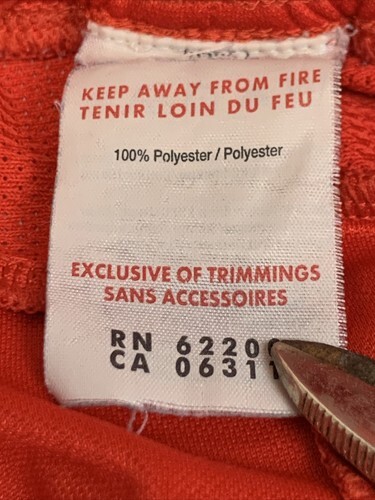 KEEP AWAY FROM FIRE
TENIR LOIN DU FEU
100% Polyester / Polyester
EXCLUSIVE OF TRIMMINGS
SANS ACCESSOIRES
RN 6220
CA 06311